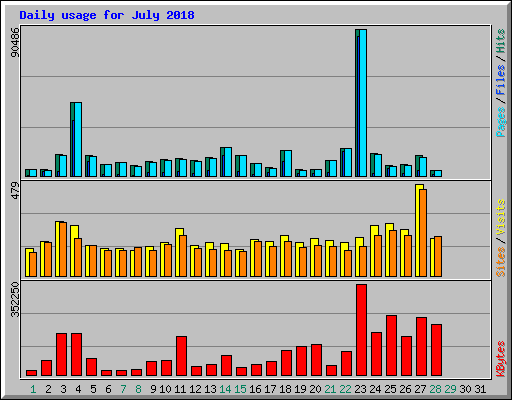 Daily usage for July 2018
90486
Pages / Files / Hits
479
Sites / Visits
352250
KBytes
1 2 3 4 5 6 7 8 9 10 11 12 13 14 15 16 17 18 19 20 21 22 23 24 25 26 27 28 29 30 31